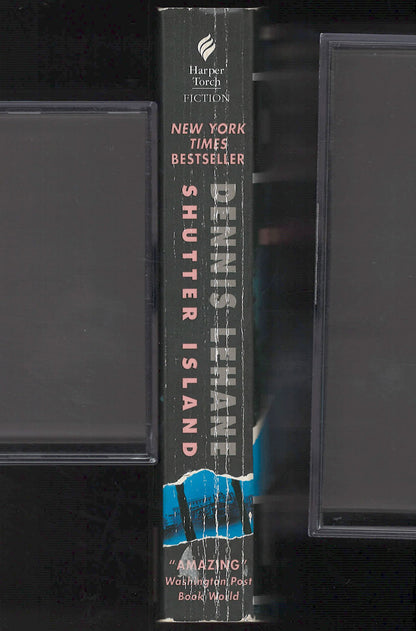 Harper
Torch
FICTION
NEW YORK
TIMES
BESTSELLER
DENNIS LEHANE
SHUTTER ISLAND
"AMAZING"
Washington Post
Book World